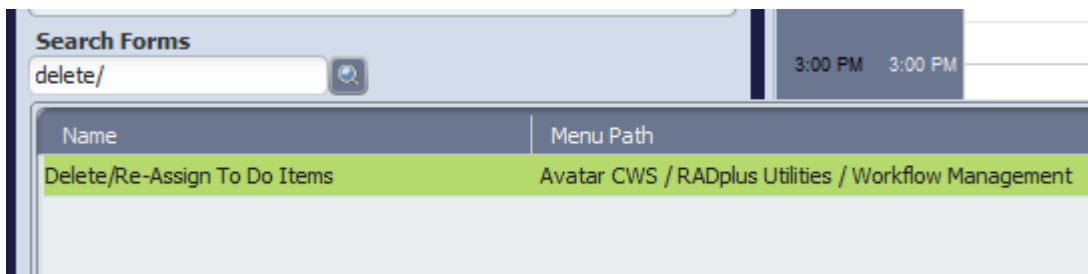 Search Forms
delete/
3:00 PM 3:00 PM
Name Menu Path
Delete/Re-Assign To Do Items Avatar CWS / RADplus Utilities / Workflow Management